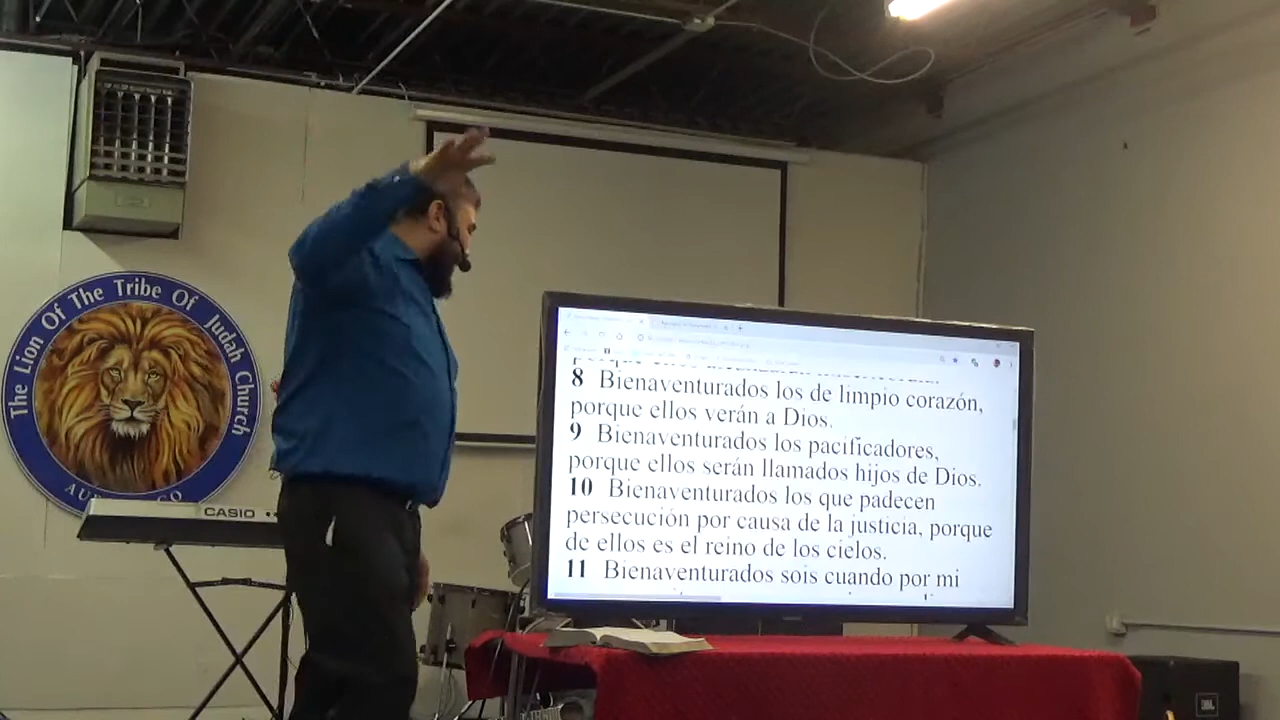 The Lion Of The Tribe Of Judah Church
CASIO
8 Bienaventurados los de limpio corazón,
porque ellos verán a Dios.
9 Bienaventurados los pacificadores,
porque ellos serán llamados hijos de Dios.
10 Bienaventurados los que padecen
persecución por causa de la justicia, porque
de ellos es el reino de los cielos.
11 Bienaventurados sois cuando por mi
JBL